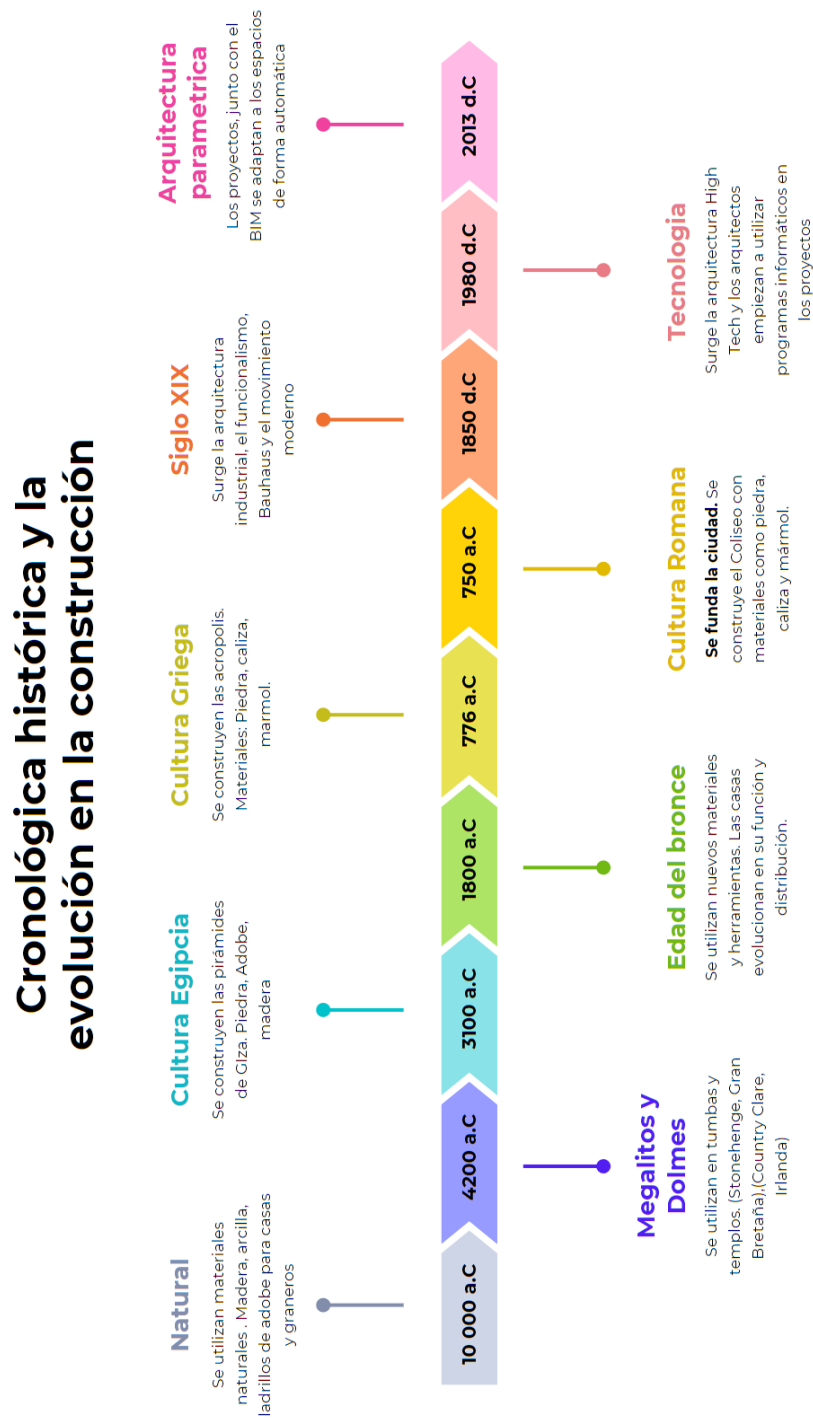 Cronológica histórica y la
evolución en la construcción
Natural
Se utilizan materiales
naturales . Madera, arcilla,
ladrillos de adobe para casas
y graneros
Cultura Egipcia
Se construyen las pirámides
de GIza. Piedra, Adobe,
madera
Cultura Griega
Se construyen las acropolis.
Materiales: Piedra, caliza,
marmol.
Siglo XIX
Surge la arquitectura
industrial, el funcionalismo,
Bauhaus y el movimiento
moderno
Arquitectura
parametrica
Los proyectos, junto con el
BIM se adaptan a los espacios
de forma automática
10 000 a.C
4200 a.C
3100 a.C
1800 a.C
776 a.C
750 a.C
1850 d.C
1980 d.C
2013 d.C
Megalitos y
Dolmes
Se utilizan en tumbas y
templos. (Stonehenge, Gran
Bretaña),(Country Clare,
Irlanda)
Edad del bronce
Se utilizan nuevos materiales
y herramientas. Las casas
evolucionan en su función y
distribución.
Cultura Romana
Se funda la ciudad. Se
construye el Coliseo con
materiales como piedra,
caliza y mármol.
Tecnologia
Surge la arquitectura High
Tech y los arquitectos
empiezan a utilizar
programas informáticos en
los proyectos